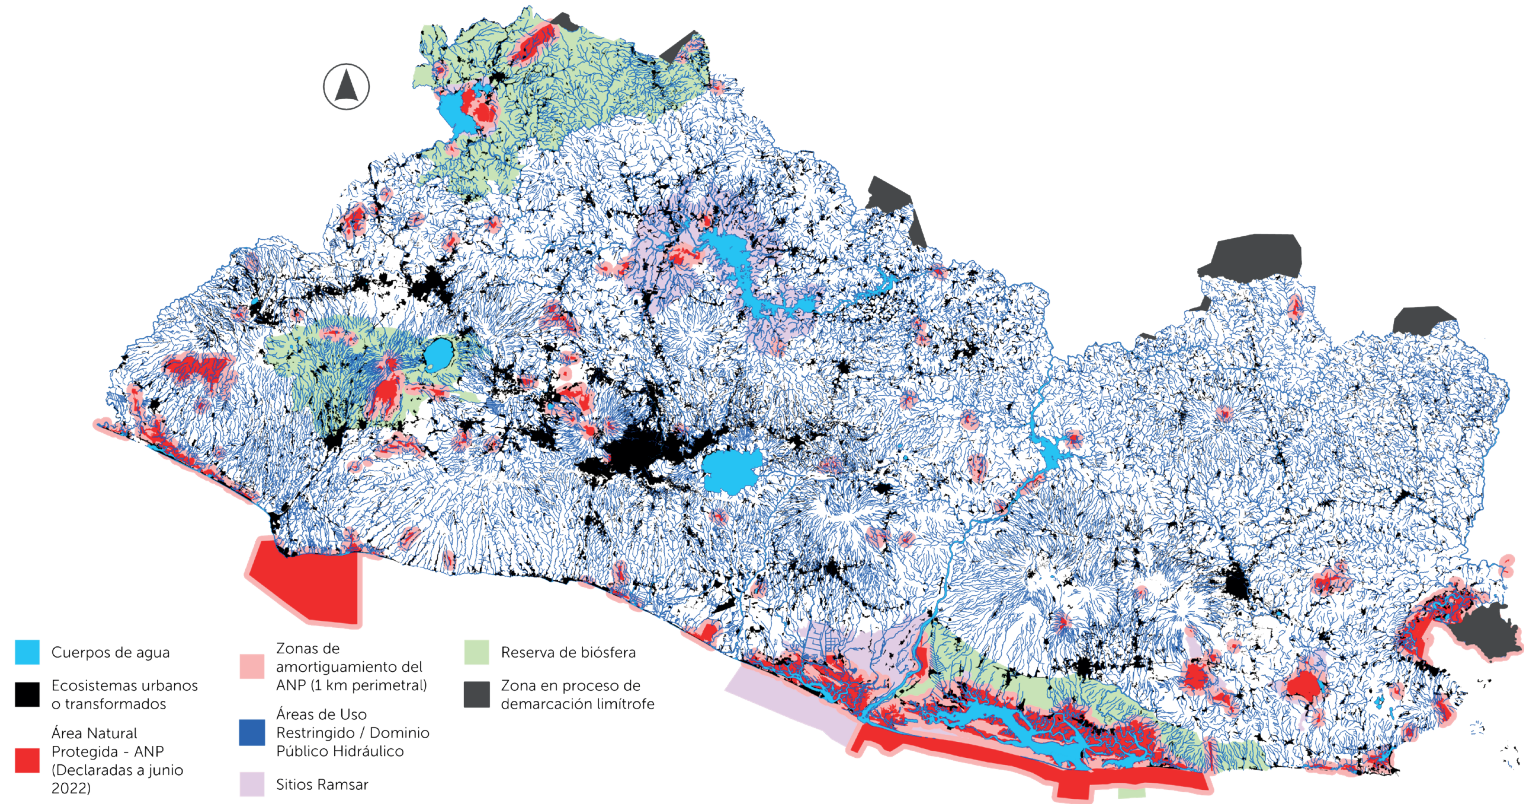 Cuerpos de agua
Ecosistemas urbanos
o transformados
Área Natural
Protegida - ANP
(Declaradas a junio
2022)
Zonas de
amortiguamiento del
ANP (1 km perimetral)
Áreas de Uso
Restringido / Dominio
Público Hidráulico
Sitios Ramsar
Reserva de biósfera
Zona en proceso de
demarcación limítrofe